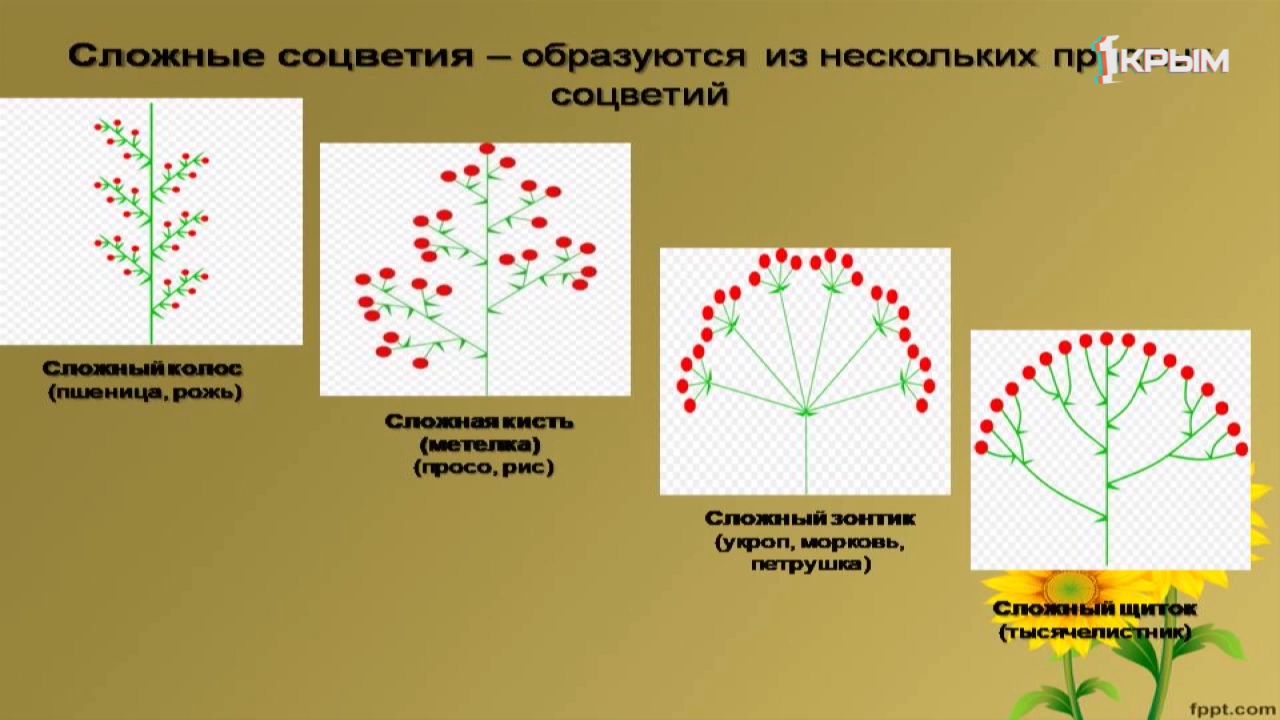 Сложные соцветия – образуются из нескольких
соцветий
1КРЫМ
Сложный колос
(пшеница, рожь)
Сложная кисть
(метелка)
(просо, рис)
Сложный зонтик
(укроп, морковь,
петрушка)
Сложный щиток
(тысячелистник)
fppt.com